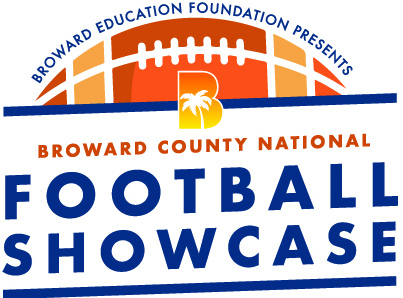 BROWARD EDUCATION FOUNDATION PRESENTS
B
BROWARD COUNTY NATIONAL
FOOTBALL
SHOWCASE